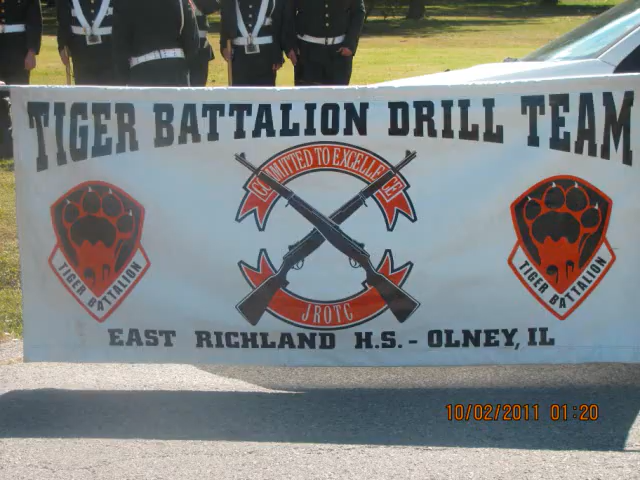 TIGER BATTALION DRILL TEAM
COMMITTED TO EXCELLENCE
TIGER BATTALION
TIGER BATTALION
JROTC
EAST RICHLAND H.S. - OLNEY, IL
10/02/2011 01:20